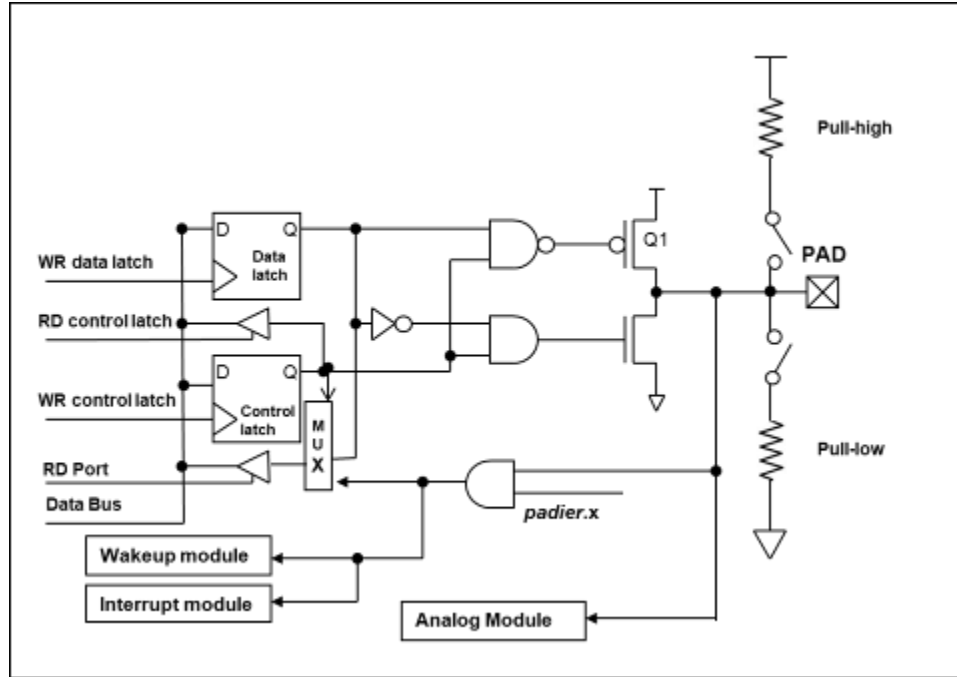 Pull-high
D
Q
Q1
Data
latch
WR data latch
PAD
RD control latch
D
Q
WR control latch
Control
latch
M
U
X
Pull-low
RD Port
Data Bus
padier.x
Wakeup module
Interrupt module
Analog Module